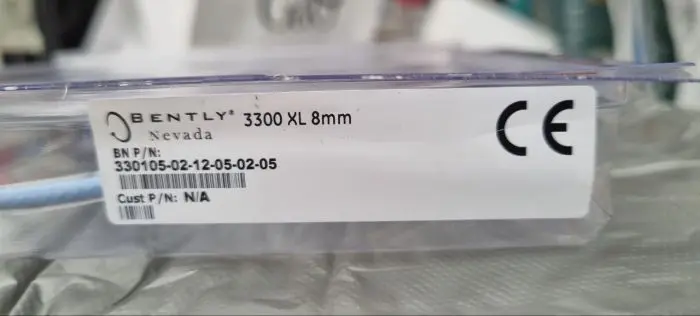 BENTLY® 3300 XL 8mm
Nevada
BN P/N:
330105-02-12-05-02-05
Cust P/N: N/A
CE